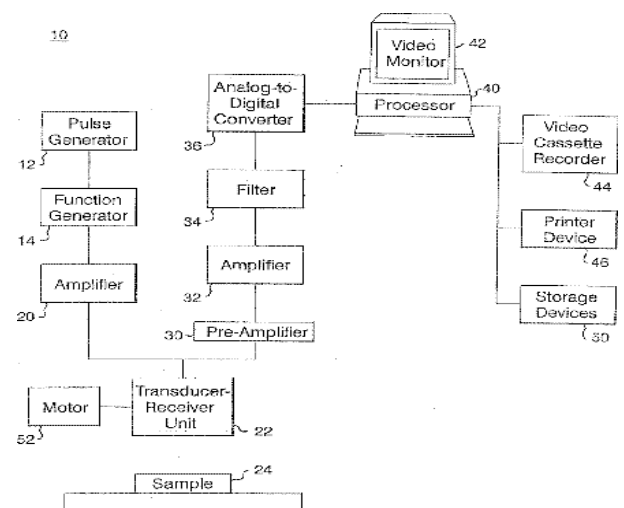 10
Video
Monitor
42
40
Processor
Analog-to-
Digital
Converter
36
Pulse
Generator
12
Video
Cassette
Recorder
44
Function
Generator
14
Filter
34
Printer
Device
46
Amplifier
20
Amplifier
32
Storage
Devices
50
30
Pre-Amplifier
Motor
52
Transducer-
Receiver
Unit
22
Sample
24